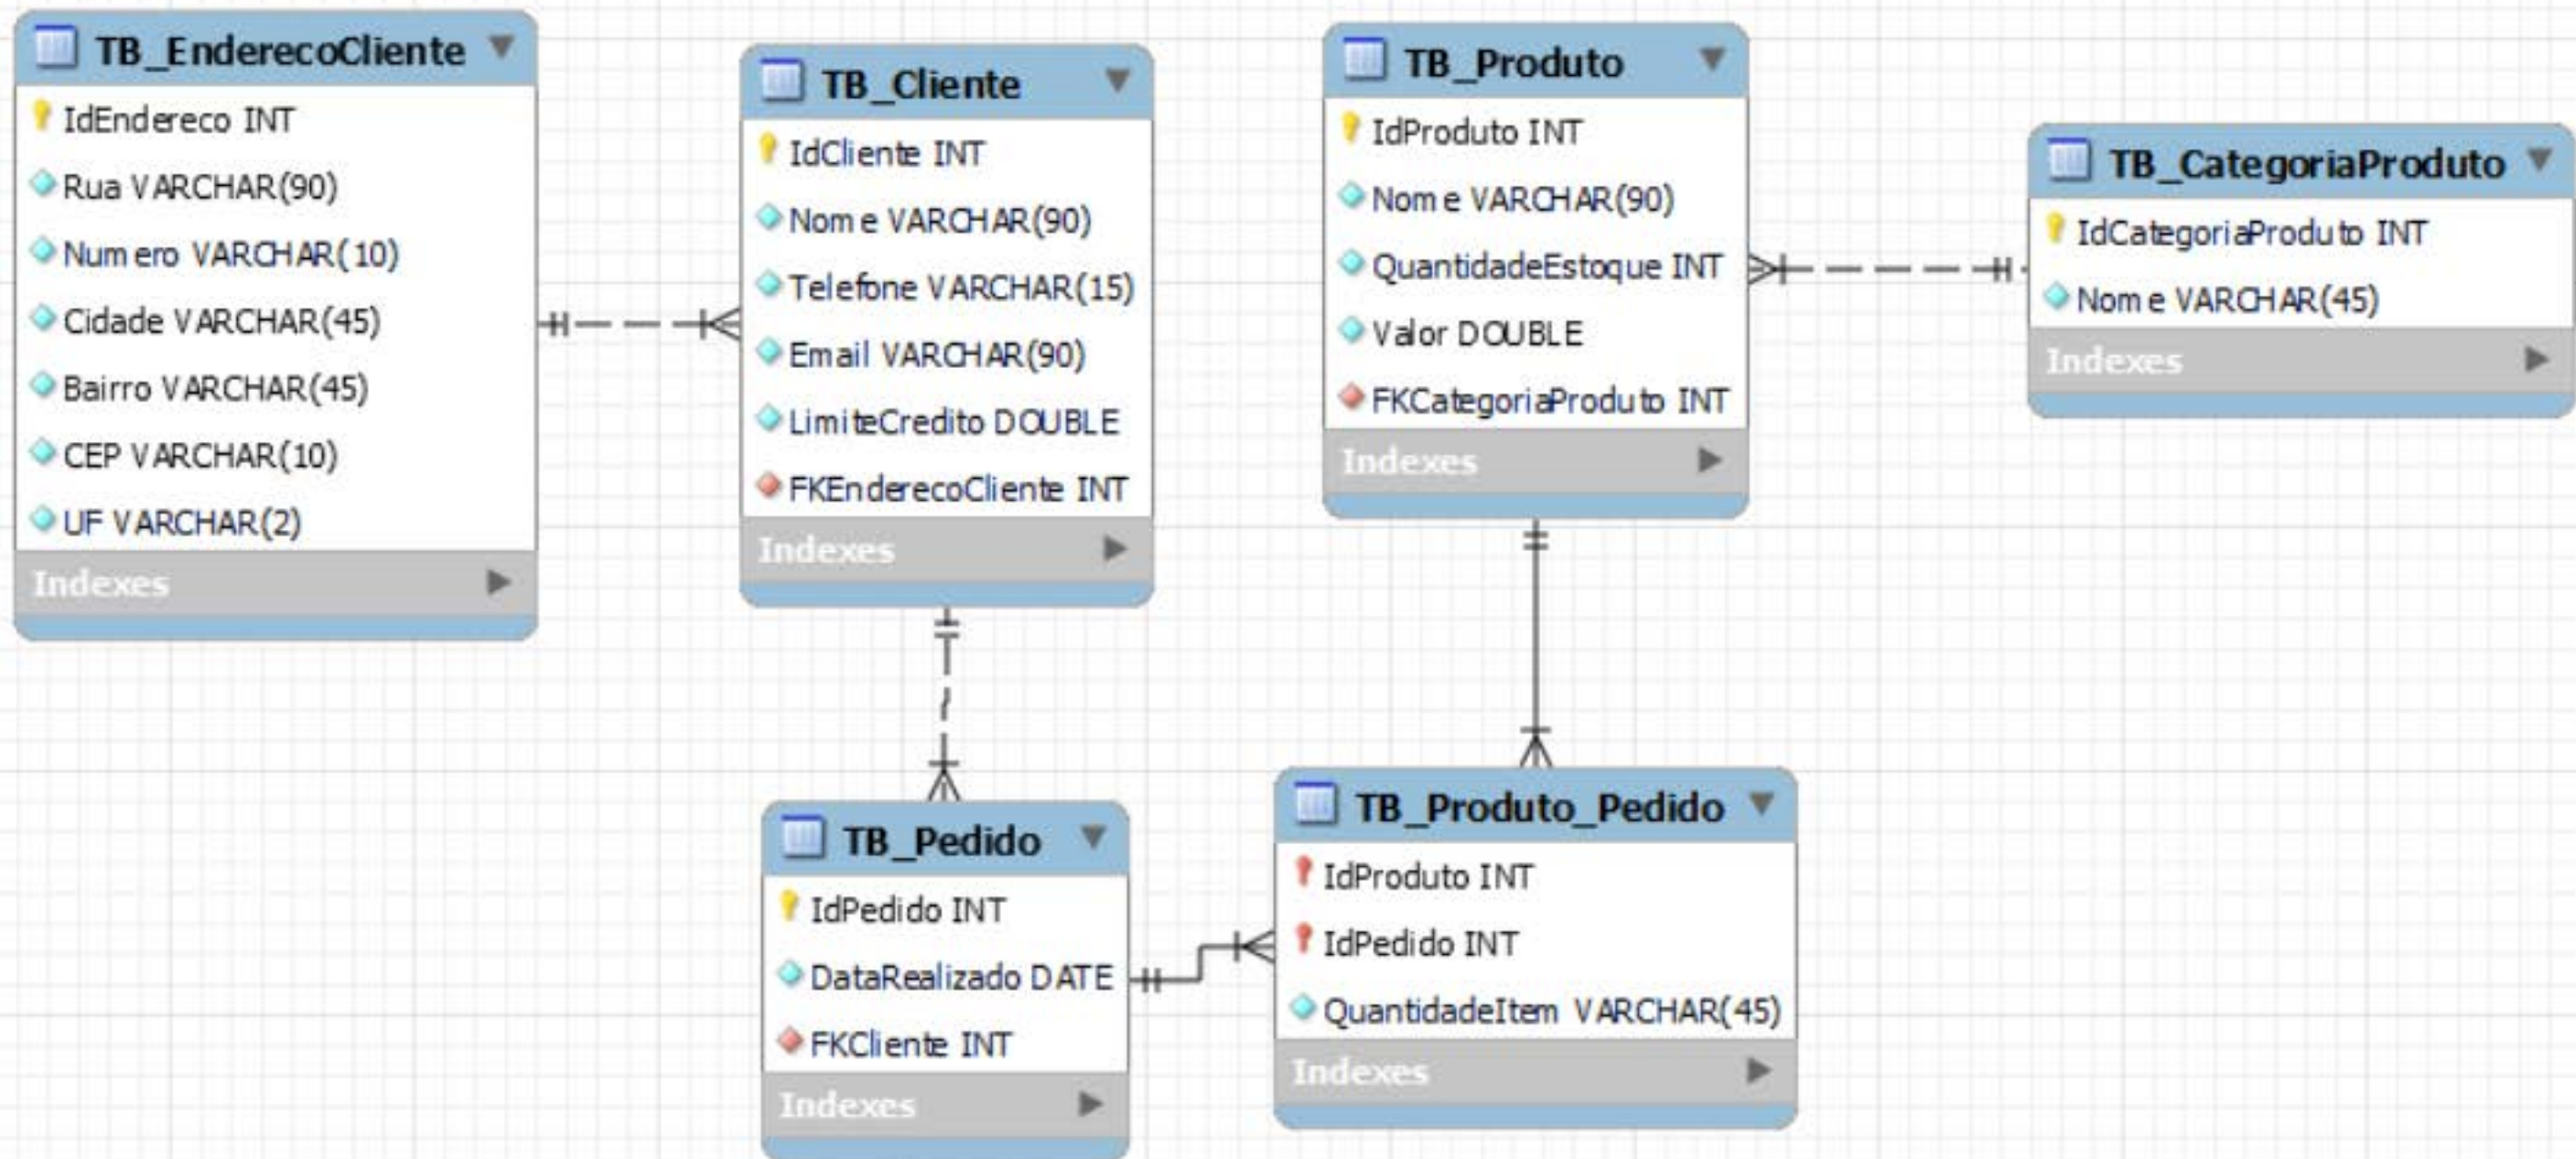 TB_EnderecoCliente
IdEndereco INT
Rua VARCHAR(90)
Numero VARCHAR(10)
Cidade VARCHAR(45)
Bairro VARCHAR(45)
CEP VARCHAR(10)
UF VARCHAR(2)
Indexes
TB_Cliente
IdCliente INT
Nome VARCHAR(90)
Telefone VARCHAR(15)
Email VARCHAR(90)
LimiteCredito DOUBLE
FKEnderecoCliente INT
Indexes
TB_Produto
IdProduto INT
Nome VARCHAR(90)
QuantidadeEstoque INT
Valor DOUBLE
FKCategoriaProduto INT
Indexes
TB_CategoriaProduto
IdCategoriaProduto INT
Nome VARCHAR(45)
Indexes
TB_Pedido
IdPedido INT
DataRealizado DATE
FKCliente INT
Indexes
TB_Produto_Pedido
IdProduto INT
IdPedido INT
QuantidadeItem VARCHAR(45)
Indexes